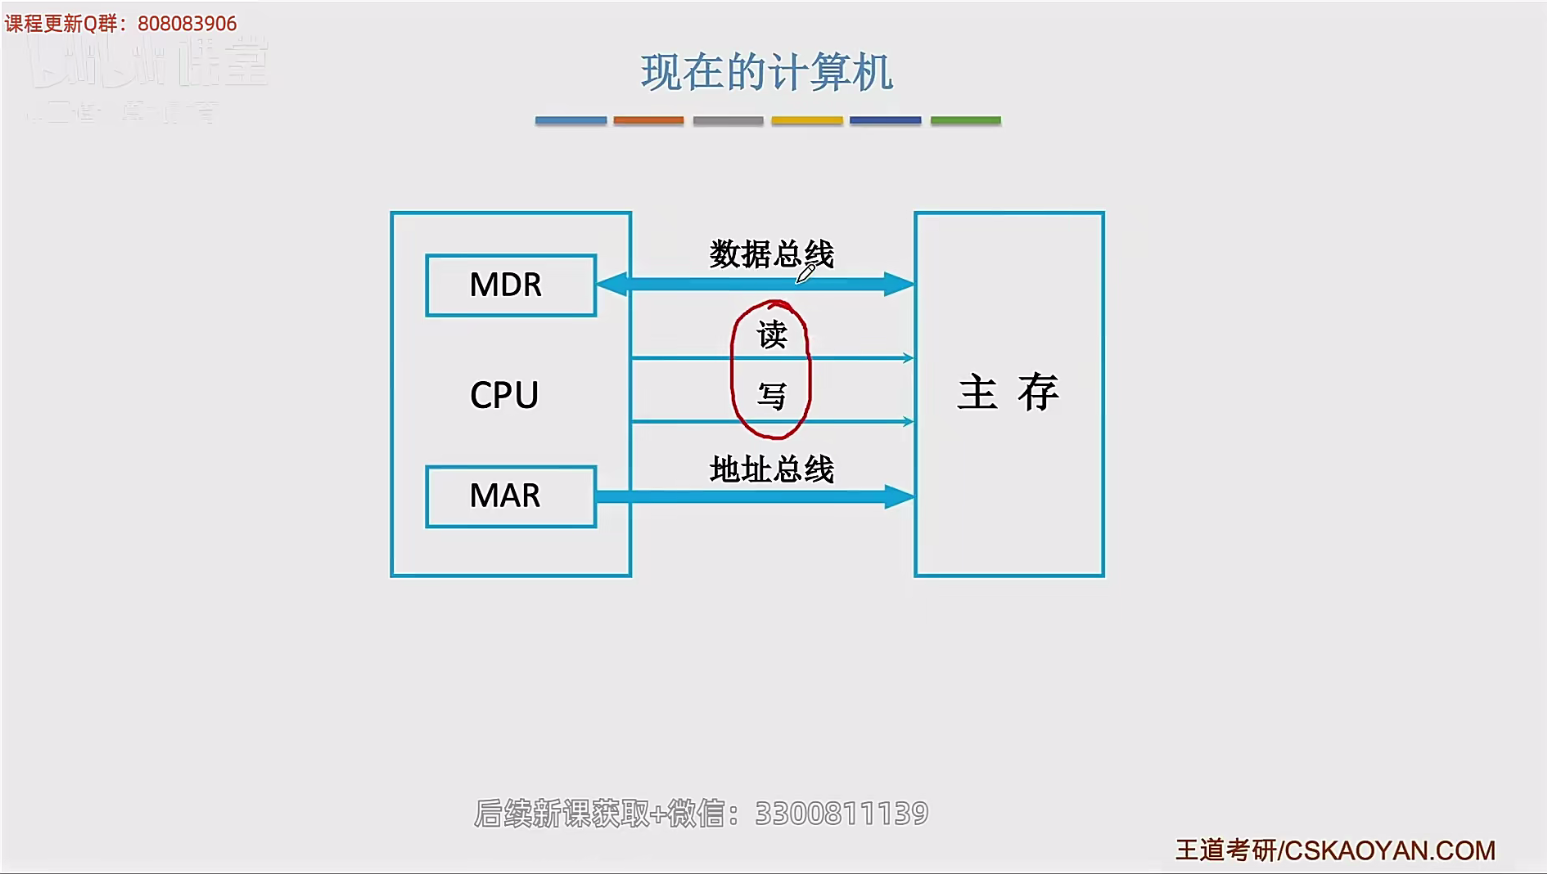 课程更新Q群：808083906
课堂
现在的计算机
数据总线
MDR
读
CPU
写
主 存
地址总线
MAR
后续新课获取+微信：3300811139
王道考研/CSKAOYAN.COM